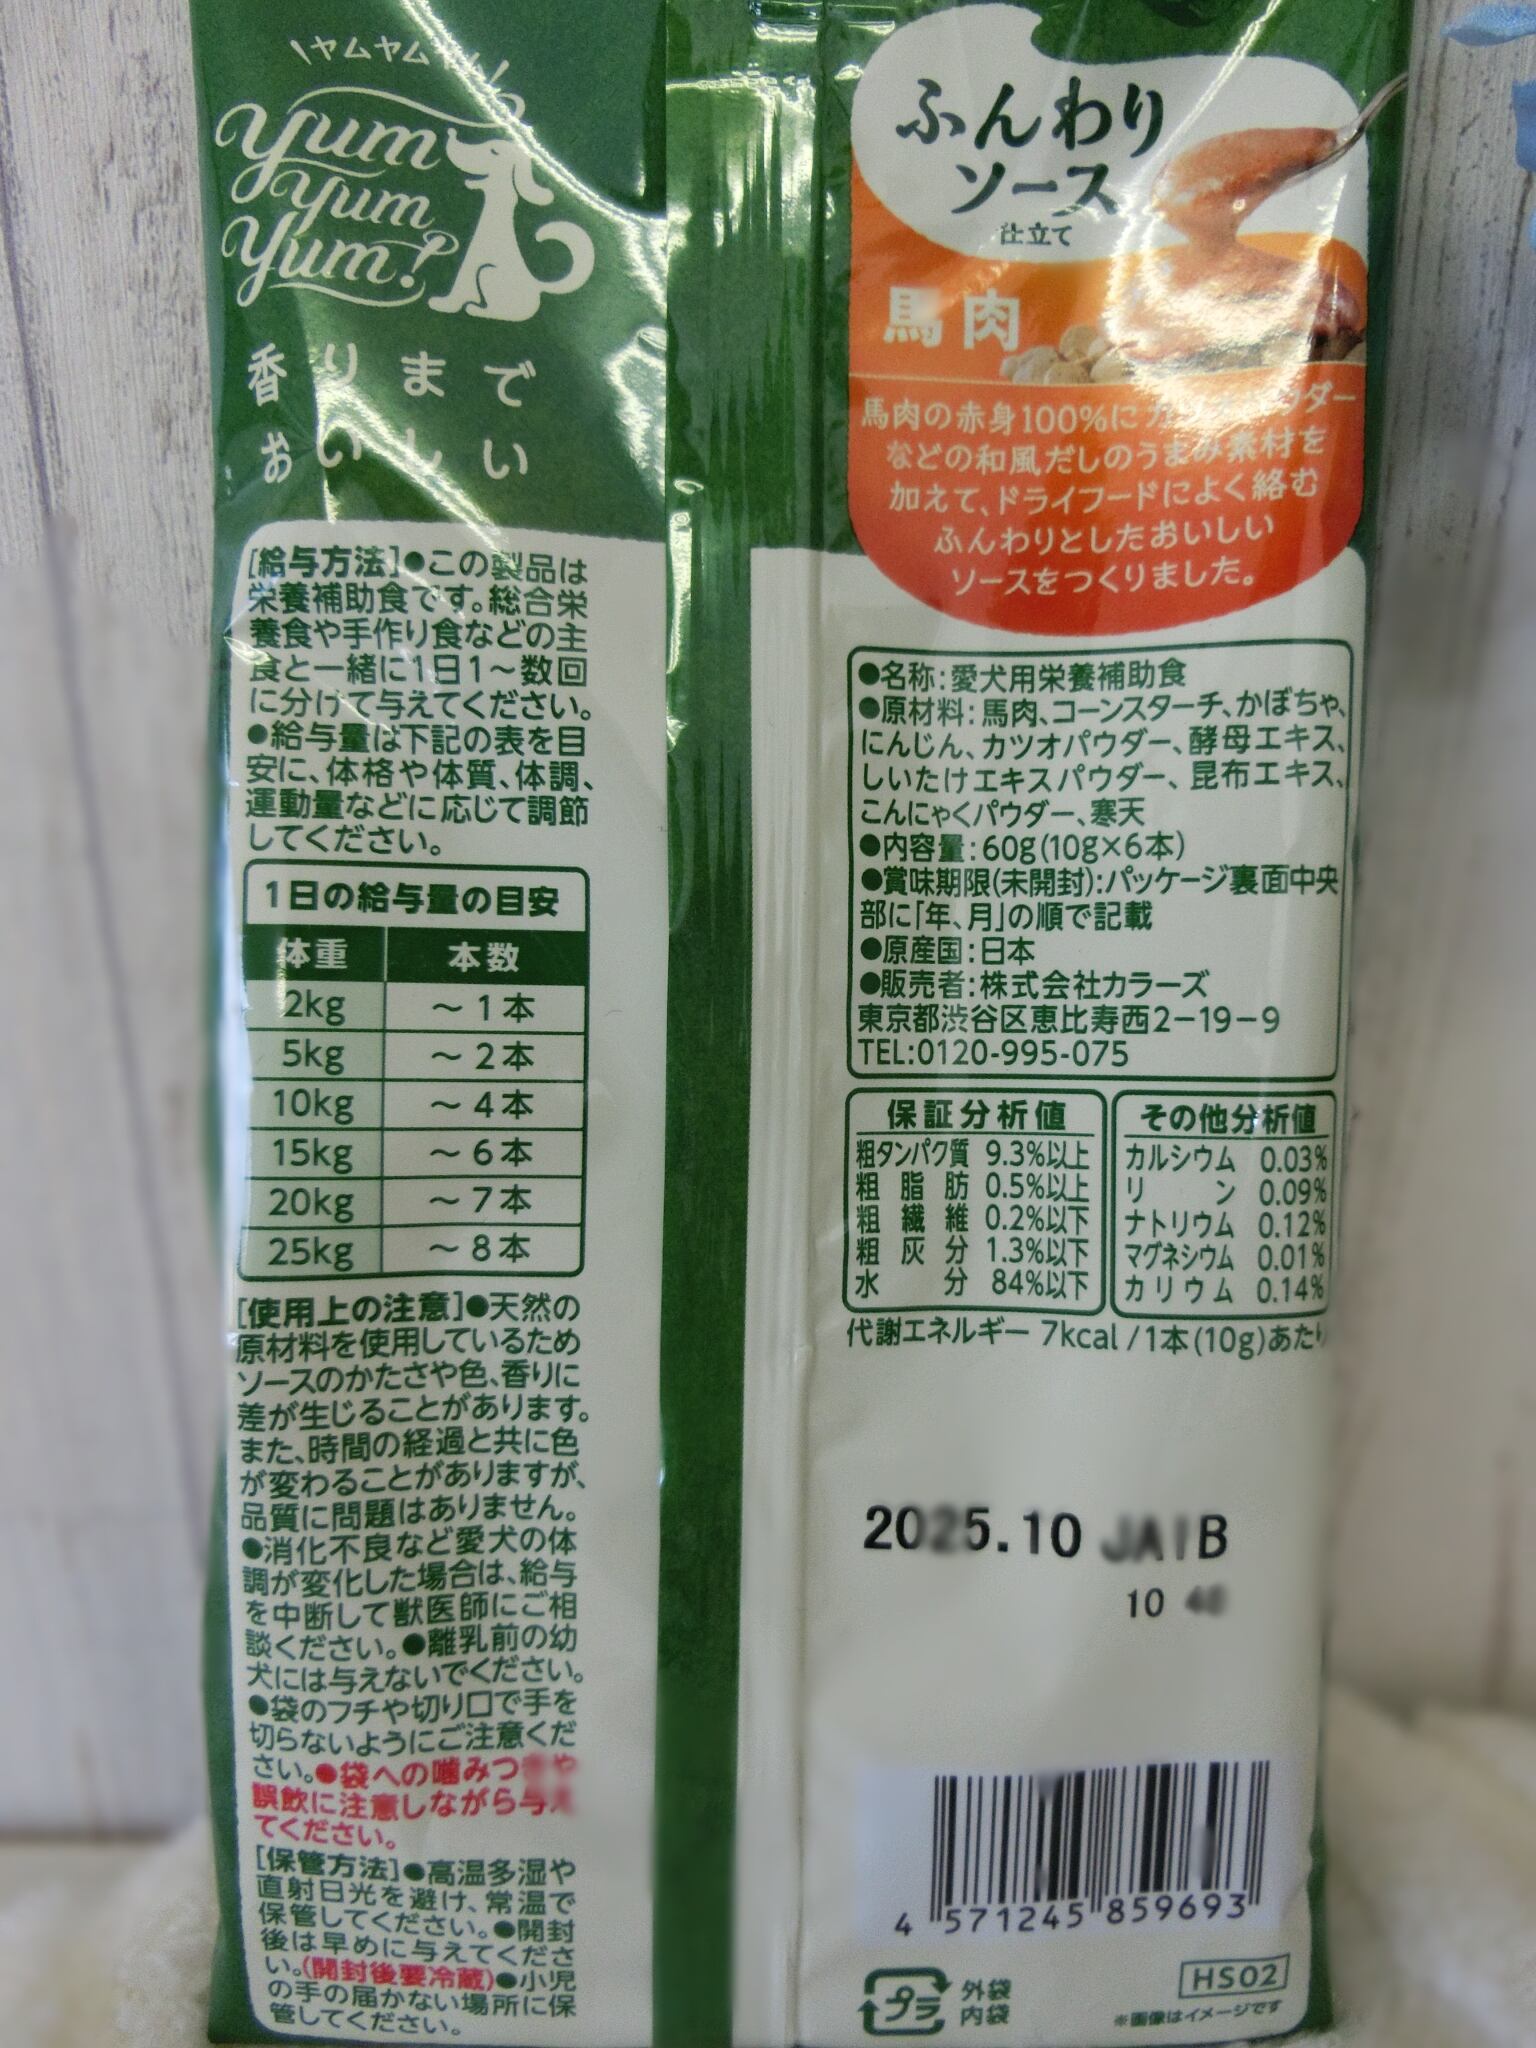 ヤムヤムヤム
yum
yum
yum!
香りまで
おいしい
[給与方法]●この製品は
栄養補助食です。総合栄
養食や手作り食などの主
食と一緒に1日1～数回
に分けて与えてください。
●給与量は下記の表を目
安に、体格や体質、体調、
運動量などに応じて調節
してください。
1日の給与量の目安
体重 本数
2kg ～1本
5kg ～2本
10kg ～4本
15kg ～6本
20kg ～7本
25kg ～8本
[使用上の注意]●天然の
原材料を使用しているため
ソースのかたさや色、香りに
差が生じることがあります。
また、時間の経過と共に色
が変わることがありますが、
品質に問題はありません。
●消化不良など愛犬の体
調が変化した場合は、給与
を中断して獣医師にご相
談ください。●離乳前の幼
犬には与えないでください。
●袋のフチや切り口で手を
切らないようにご注意くだ
さい。●袋への噛みつきや
誤飲に注意しながら与え
てください。
[保管方法]●高温多湿や
直射日光を避け、常温で
保管してください。●開封
後は早めに与えてくださ
い。(開封後要冷蔵)●小児
の手の届かない場所に保
管してください。
ふんわり
ソース
仕立て
馬肉
馬肉の赤身100%にカツオパウダー
などの和風だしのうまみ素材を
加えて、ドライフードによく絡む
ふんわりとしたおいしい
ソースをつくりました。
●名称:愛犬用栄養補助食
●原材料:馬肉、コーンスターチ、かぼちゃ、
にんじん、カツオパウダー、酵母エキス、
しいたけエキスパウダー、昆布エキス、
こんにゃくパウダー、寒天
●内容量:60g(10g×6本)
●賞味期限(未開封):パッケージ裏面中央
部に「年、月」の順で記載
●原産国:日本
●販売者:株式会社カラーズ
東京都渋谷区恵比寿西2－19－9
TEL:0120-995-075
保証分析値
粗タンパク質 9.3%以上
粗脂肪 0.5%以上
粗繊維 0.2%以下
粗灰分 1.3%以下
水分 84%以下
その他分析値
カルシウム 0.03%
リン 0.09%
ナトリウム 0.12%
マグネシウム 0.01%
カリウム 0.14%
代謝エネルギー 7kcal/1本(10g)あたり
2025.10 JA1B
10 48
4 571245 859693
プラ
外袋
内袋
HS02
※画像はイメージです